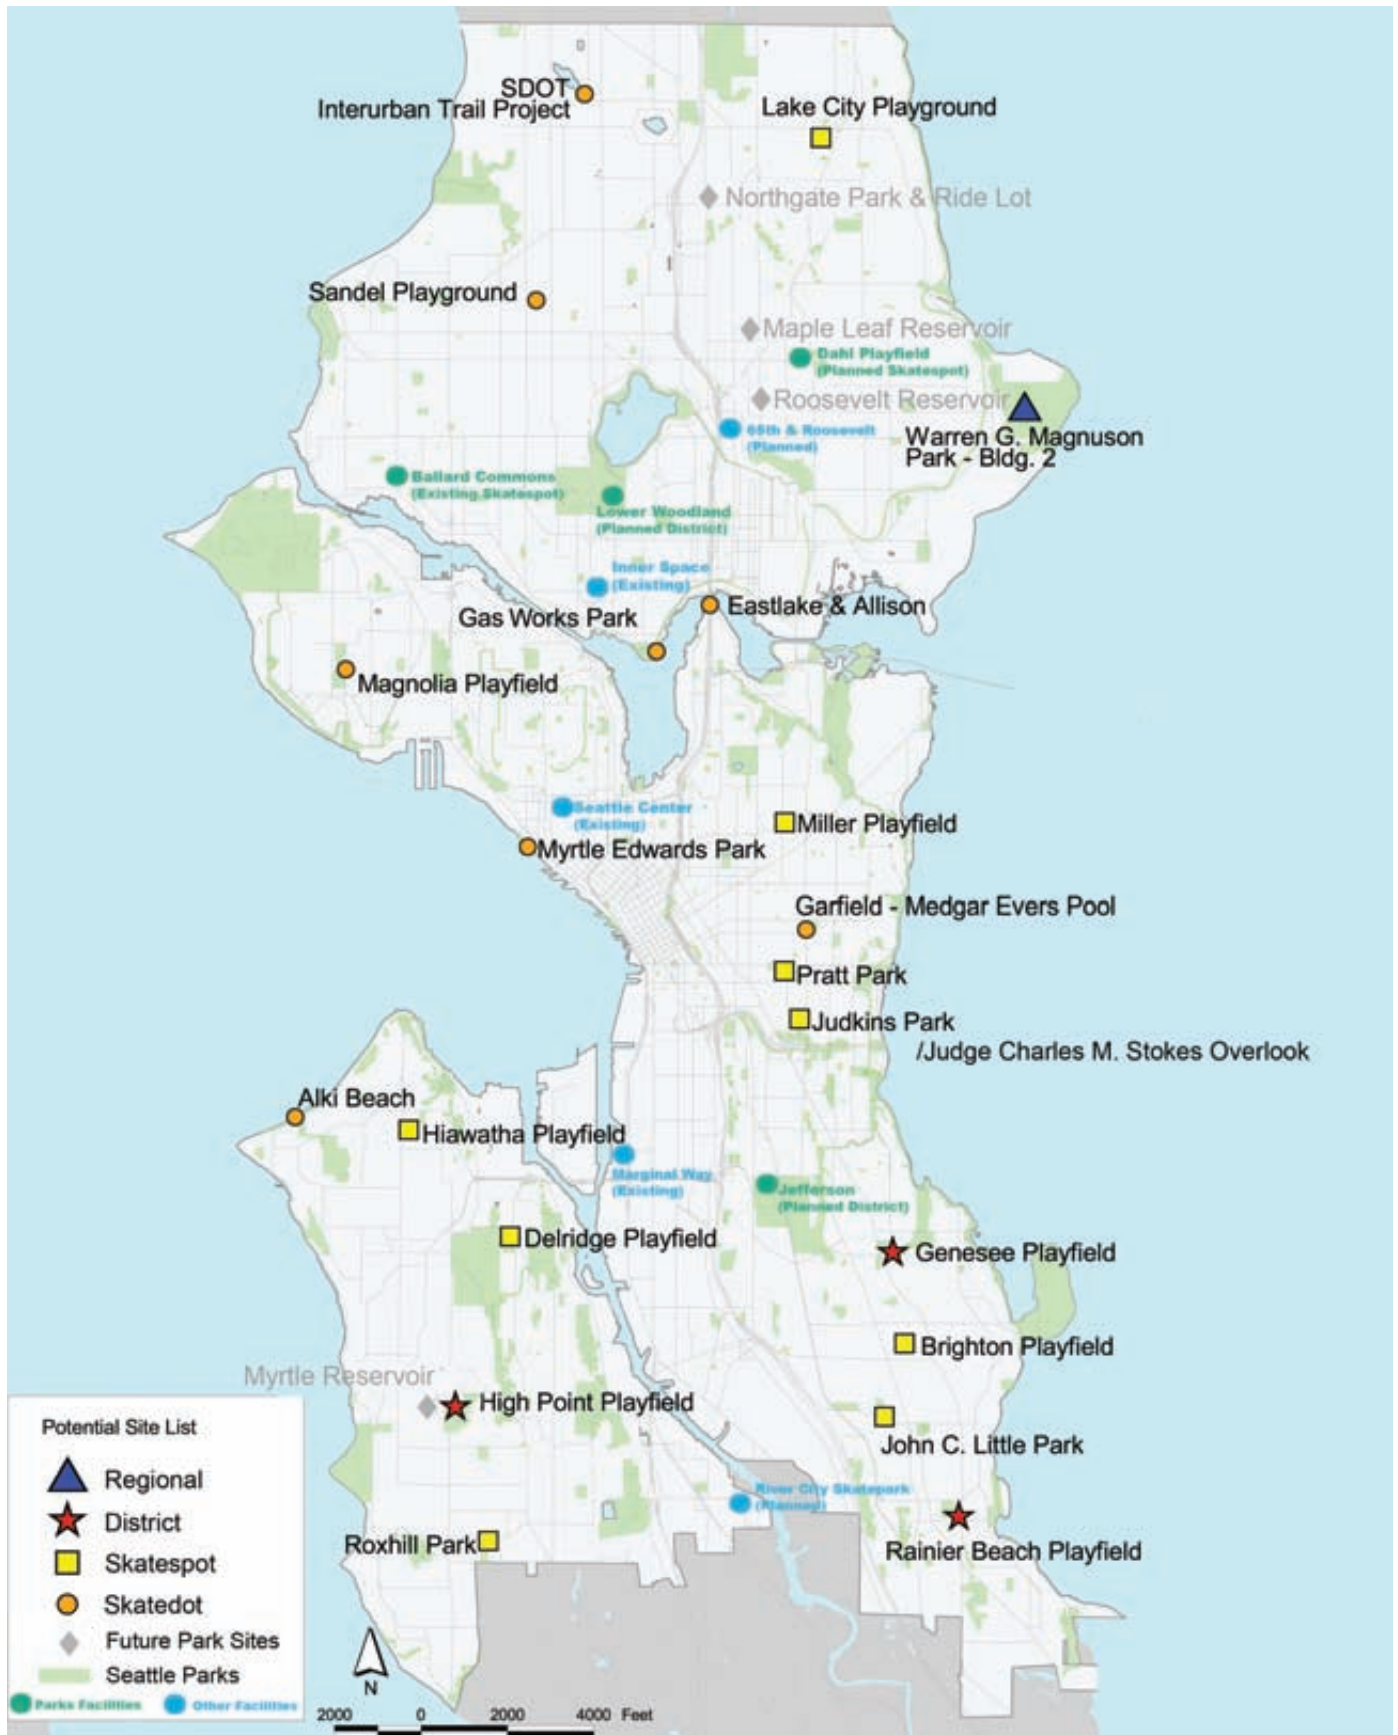 SDOT
Interurban Trail Project
Lake City Playground
Northgate Park & Ride Lot
Sandel Playground
Maple Leaf Reservoir
Dahl Playfield
(Planned Skatespot)
Roosevelt Reservoir
65th & Roosevelt
(Planned)
Warren G. Magnuson
Park - Bldg. 2
Ballard Commons
(Existing Skatespot)
Lower Woodland
(Planned District)
Inner Space
(Existing)
Eastlake & Allison
Gas Works Park
Magnolia Playfield
Seattle Center
(Existing)
Miller Playfield
Myrtle Edwards Park
Garfield - Medgar Evers Pool
Pratt Park
Judkins Park
/Judge Charles M. Stokes Overlook
Alki Beach
Hiawatha Playfield
Marginal Way
(Existing)
Jefferson
(Planned District)
Delridge Playfield
Genesee Playfield
Brighton Playfield
Myrtle Reservoir
High Point Playfield
John C. Little Park
River City Skatepark
(Planned)
Roxhill Park
Rainier Beach Playfield
Potential Site List
Regional
District
Skatespot
Skatedot
Future Park Sites
Seattle Parks
Parks Facilities
Other Facilities
N
2000 0 2000 4000 Feet